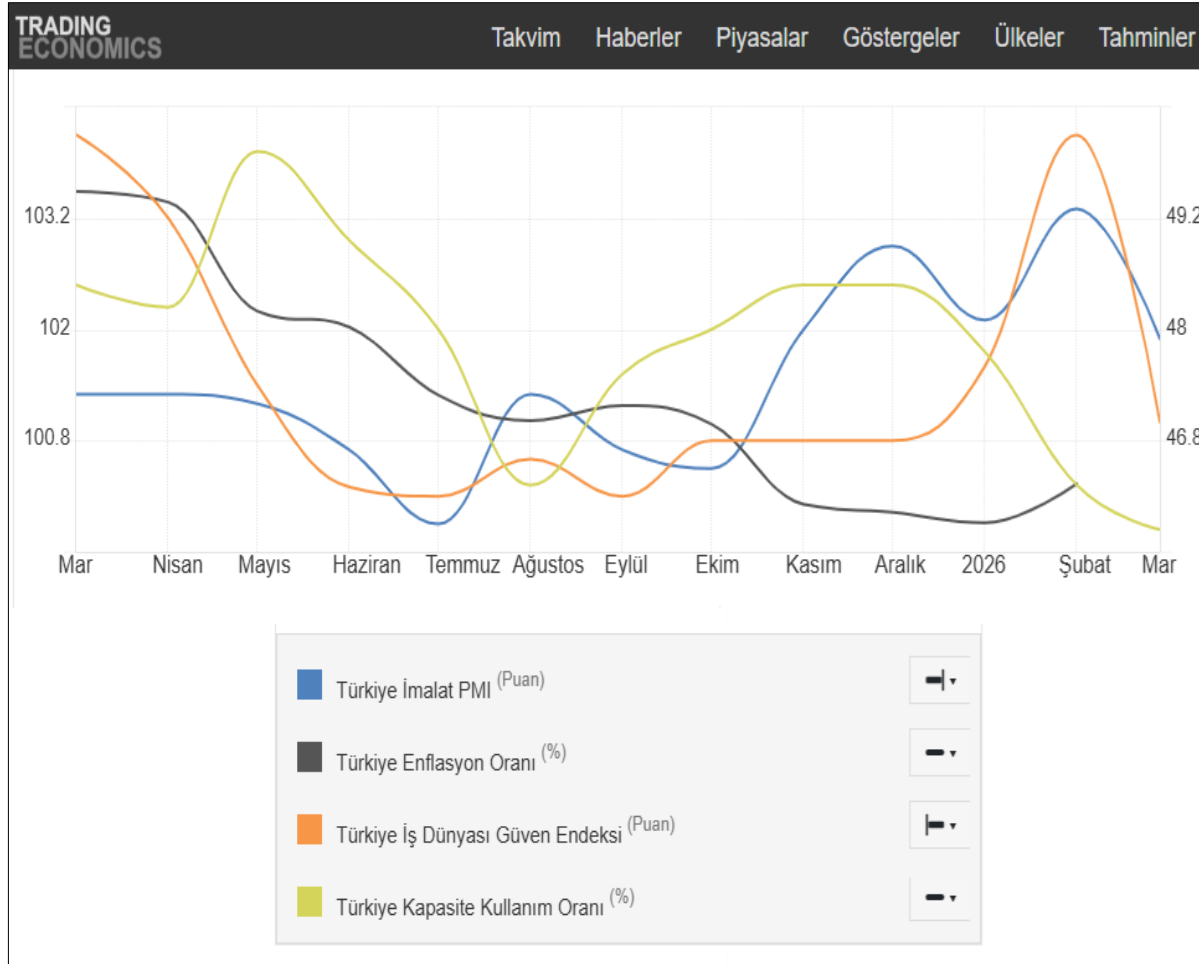 TRADING
ECONOMICS
Takvim Haberler Piyasalar Göstergeler Ülkeler Tahminler
103.2
102
100.8
49.2
48
46.8
Mar Nisan Mayıs Haziran Temmuz Ağustos Eylül Ekim Kasım Aralık 2026 Şubat Mar
Türkiye İmalat PMI (Puan)
Türkiye Enflasyon Oranı (%)
Türkiye İş Dünyası Güven Endeksi (Puan)
Türkiye Kapasite Kullanım Oranı (%)